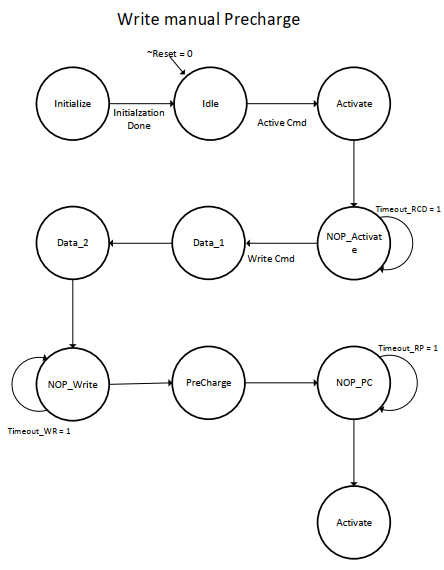 Write manual Precharge
~Reset = 0
Initialize
Initialzation
Done
Idle
Active Cmd
Activate
Timeout_RCD = 1
Data_2
Data_1
Write Cmd
NOP_Activat
e
Timeout_RP = 1
NOP_Write
PreCharge
NOP_PC
Timeout_WR = 1
Activate